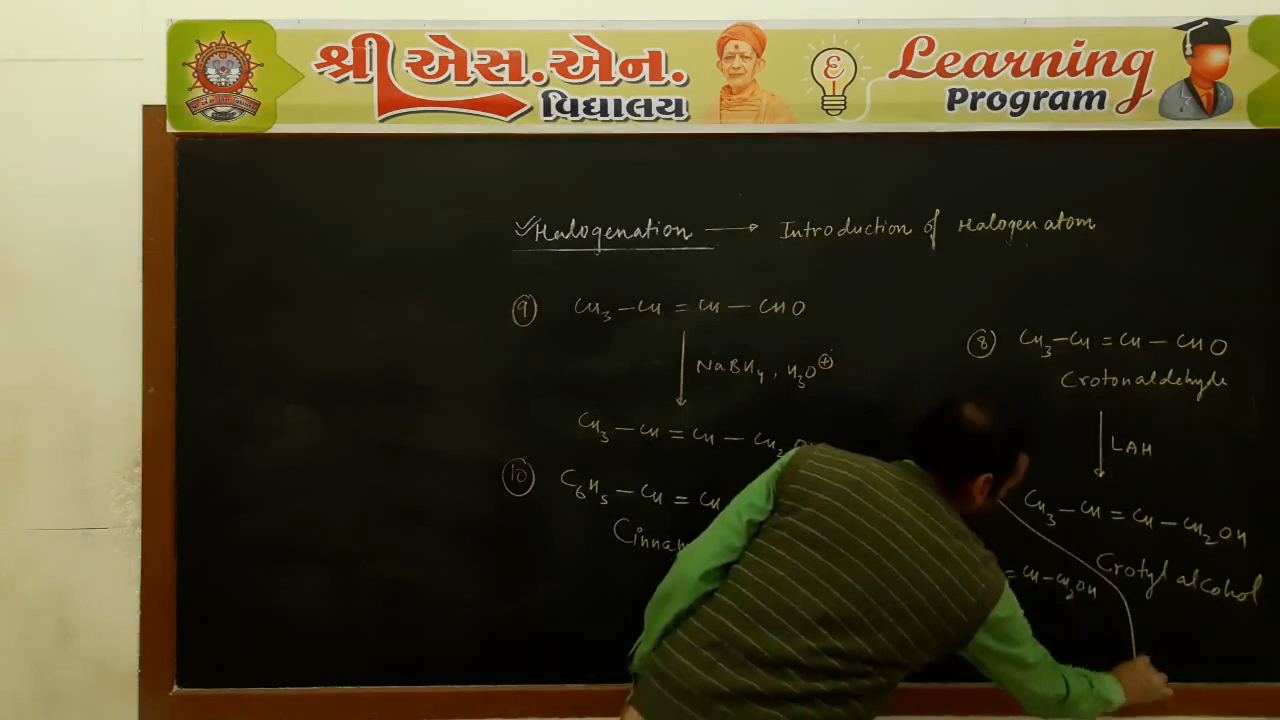 શ્રી એસ. એન.
વિદ્યાલય
Learning
Program
Halogenation → Introduction of Halogen atom
(9) CH3 – CH = CH – CHO
NaBH4, H3O⊕
CH3 – CH = CH – CH2
(10) C6H5 – CH = CH
(8) CH3 – CH = CH – CHO
Crotonaldehyde
LAH
CH3 – CH = CH – CH2OH
Crotyl alcohol
= CH – CH2OH